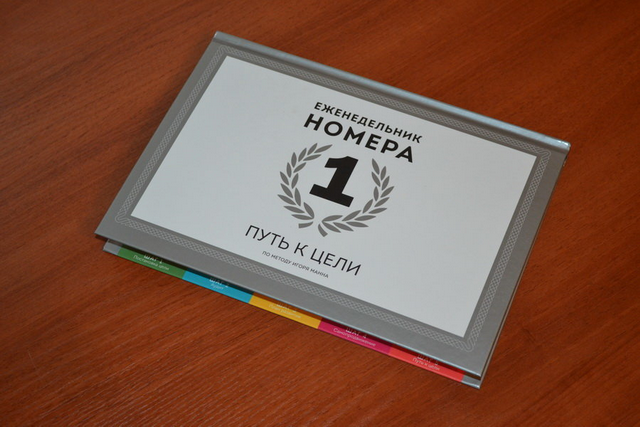 ЕЖЕНЕДЕЛЬНИК
НОМЕРА
1
ПУТЬ К ЦЕЛИ
ПО МЕТОДУ ИГОРЯ МАННА